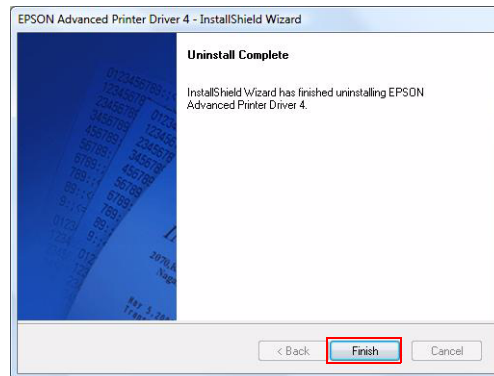 EPSON Advanced Printer Driver 4 - InstallShield Wizard
Uninstall Complete
InstallShield Wizard has finished uninstalling EPSON
Advanced Printer Driver 4.
< Back
Finish
Cancel